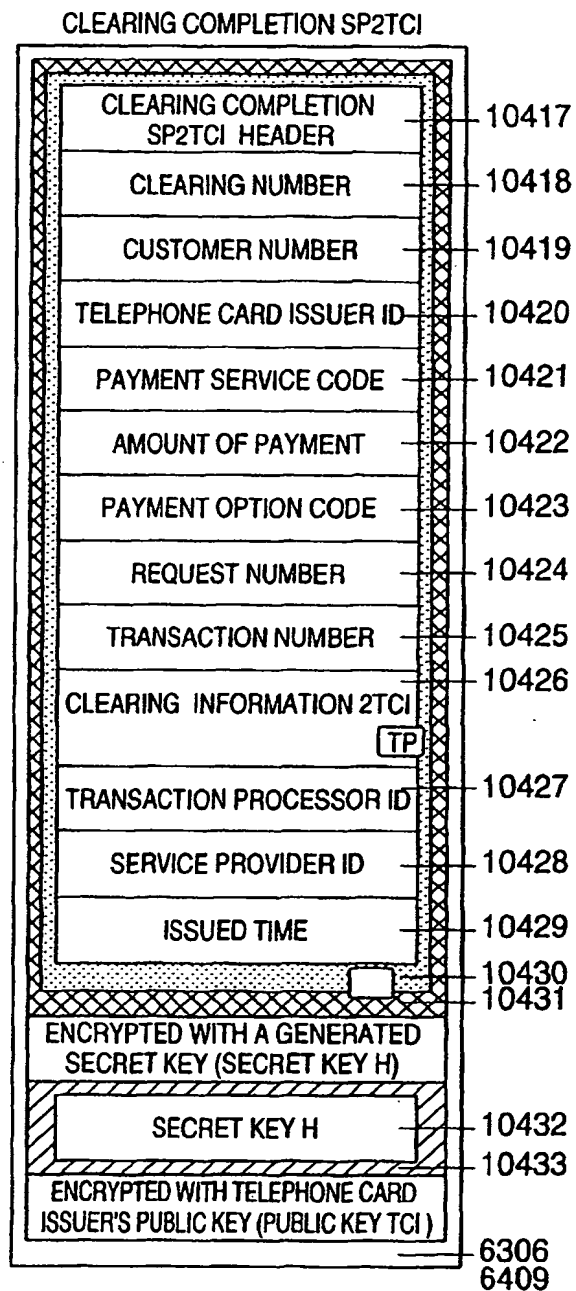 CLEARING COMPLETION SP2TCI
CLEARING COMPLETION
SP2TCI HEADER
10417
CLEARING NUMBER
10418
CUSTOMER NUMBER
10419
TELEPHONE CARD ISSUER ID
10420
PAYMENT SERVICE CODE
10421
AMOUNT OF PAYMENT
10422
PAYMENT OPTION CODE
10423
REQUEST NUMBER
10424
TRANSACTION NUMBER
10425
10426
CLEARING INFORMATION 2TCI
TP
TRANSACTION PROCESSOR ID
10427
SERVICE PROVIDER ID
10428
ISSUED TIME
10429
10430
10431
ENCRYPTED WITH A GENERATED
SECRET KEY (SECRET KEY H)
SECRET KEY H
10432
10433
ENCRYPTED WITH TELEPHONE CARD
ISSUER'S PUBLIC KEY (PUBLIC KEY TCI)
6306
6409